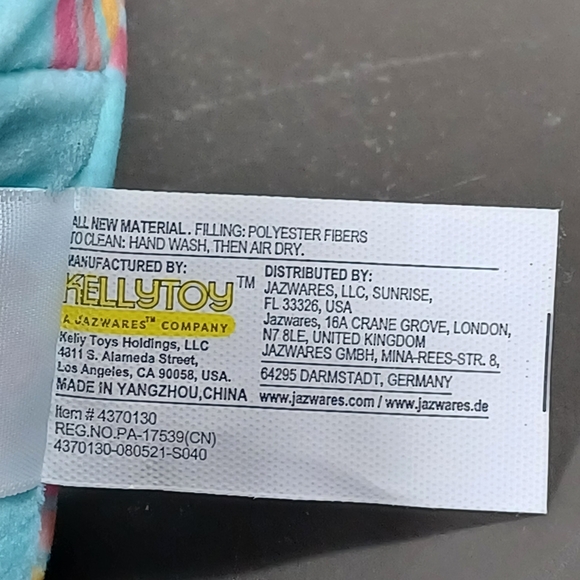 ALL NEW MATERIAL. FILLING: POLYESTER FIBERS
TO CLEAN: HAND WASH, THEN AIR DRY.
MANUFACTURED BY:
KELLYTOY™
A JAZWARES™ COMPANY
Kelly Toys Holdings, LLC
4811 S. Alameda Street,
Los Angeles, CA 90058, USA.
MADE IN YANGZHOU,CHINA
DISTRIBUTED BY:
JAZWARES, LLC, SUNRISE,
FL 33326, USA
Jazwares, 16A CRANE GROVE, LONDON,
N7 8LE, UNITED KINGDOM
JAZWARES GMBH, MINA-REES-STR. 8,
64295 DARMSTADT, GERMANY
www.jazwares.com / www.jazwares.de
Item # 4370130
REG.NO.PA-17539(CN)
4370130-080521-S040